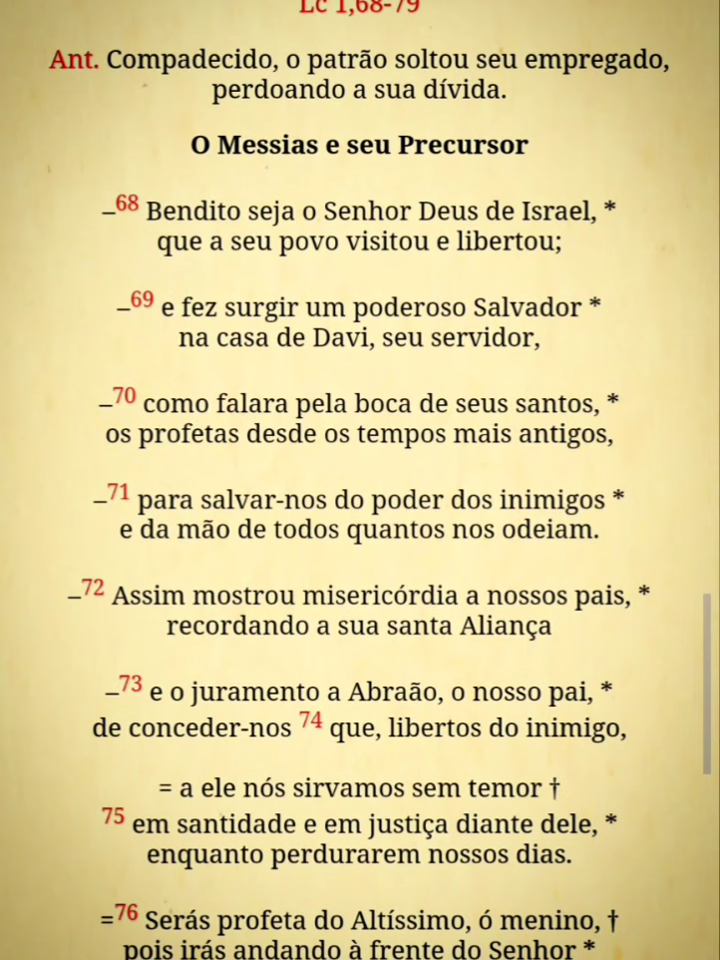 Lc 1,68-79
Ant. Compadecido, o patrão soltou seu empregado,
perdoando a sua dívida.
O Messias e seu Precursor
–68 Bendito seja o Senhor Deus de Israel, *
que a seu povo visitou e libertou;
–69 e fez surgir um poderoso Salvador *
na casa de Davi, seu servidor,
–70 como falara pela boca de seus santos, *
os profetas desde os tempos mais antigos,
–71 para salvar-nos do poder dos inimigos *
e da mão de todos quantos nos odeiam.
–72 Assim mostrou misericórdia a nossos pais, *
recordando a sua santa Aliança
–73 e o juramento a Abraão, o nosso pai, *
de conceder-nos 74 que, libertos do inimigo,
= a ele nós sirvamos sem temor †
75 em santidade e em justiça diante dele, *
enquanto perdurarem nossos dias.
=76 Serás profeta do Altíssimo, ó menino, †
pois irás andando à frente do Senhor *